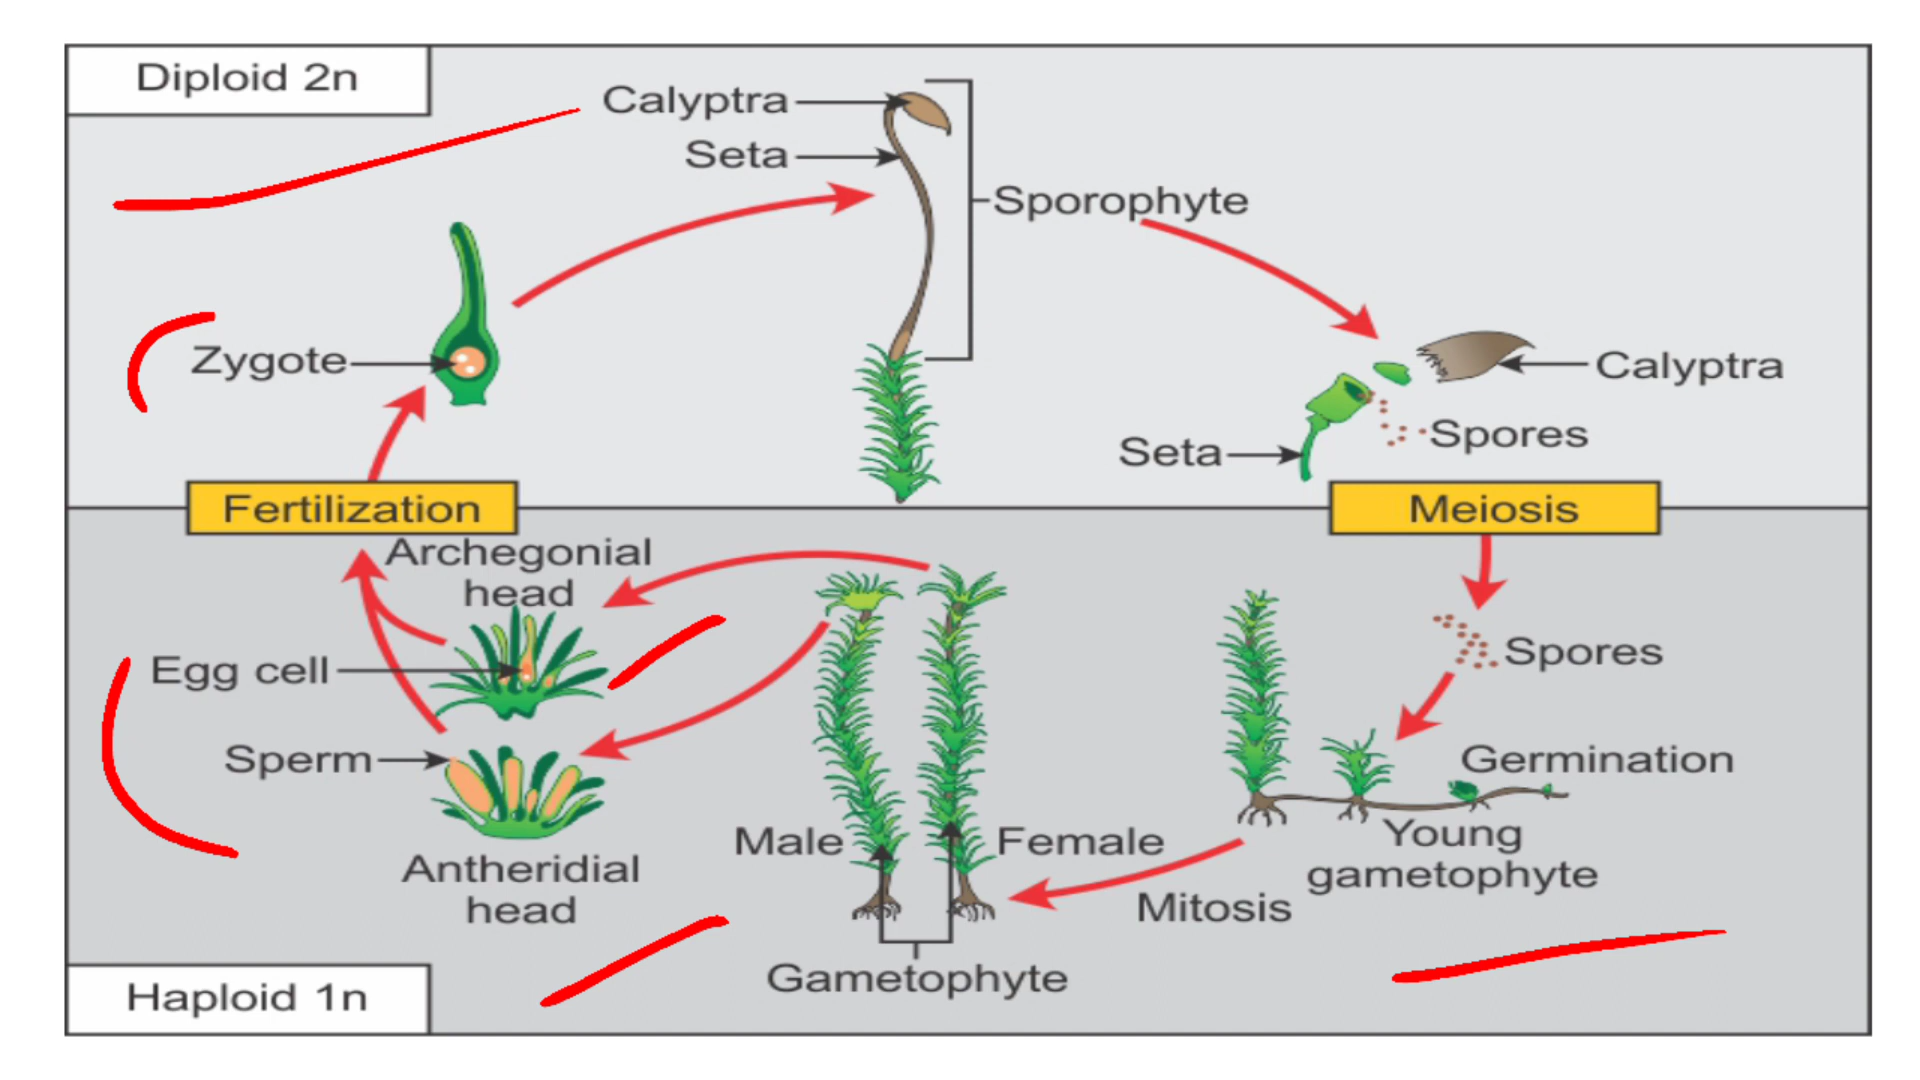 Diploid 2n
Calyptra
Seta
Sporophyte
Zygote
Calyptra
Spores
Seta
Fertilization
Meiosis
Archegonial
head
Egg cell
Spores
Sperm
Germination
Male
Female
Young
gametophyte
Antheridial
head
Mitosis
Gametophyte
Haploid 1n